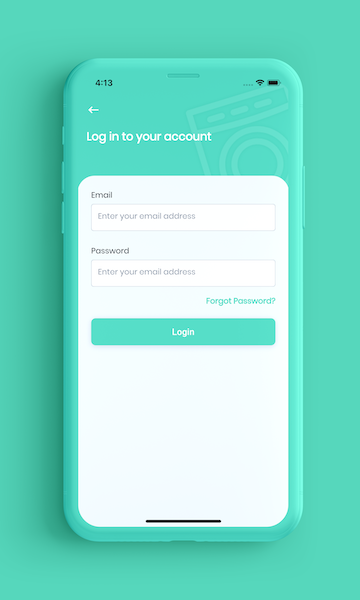 4:13
Log in to your account
Email
Enter your email address
Password
Enter your email address
Forgot Password?
Login